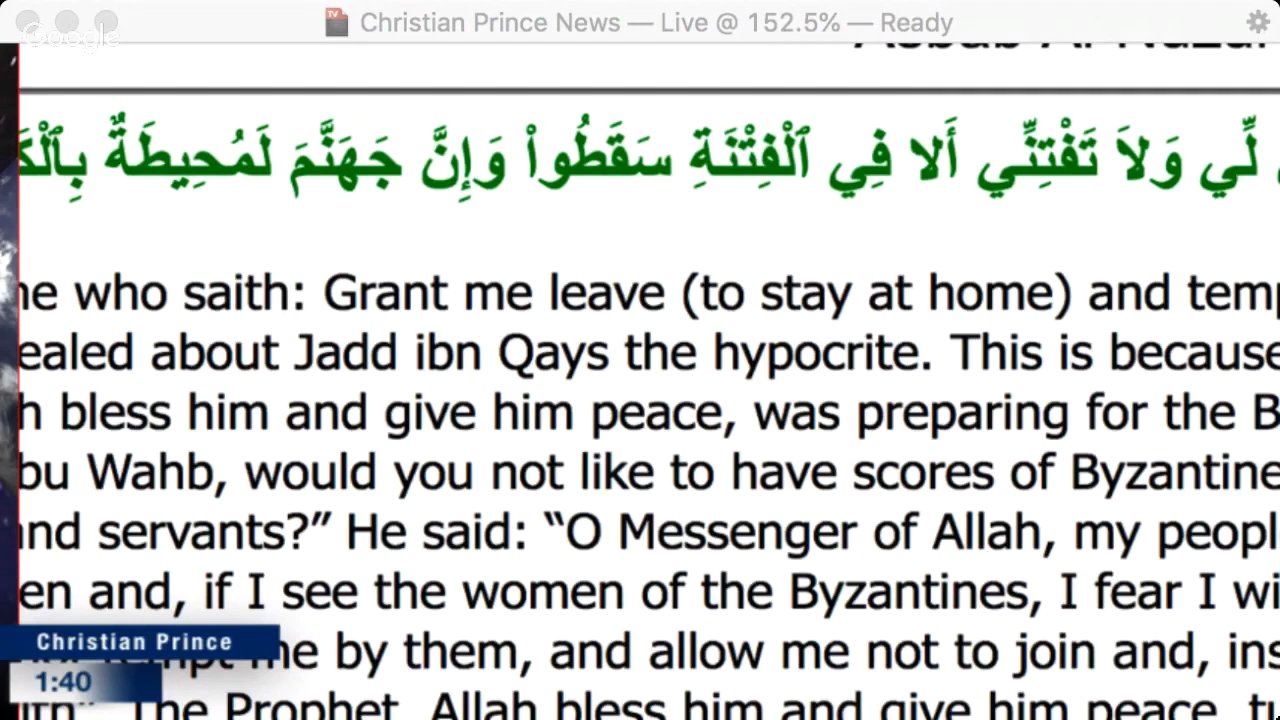 Christian Prince News — Live @ 152.5% — Ready
TV
Google
لِّي وَلاَ تَفْتِنِّي أَلا فِي ٱلْفِتْنَةِ سَقَطُواْ وَإِنَّ جَهَنَّمَ لَمُحِيطَةٌ
he who saith: Grant me leave (to stay at home) and temp
ealed about Jadd ibn Qays the hypocrite. This is because
h bless him and give him peace, was preparing for the B
bu Wahb, would you not like to have scores of Byzantine
and servants?” He said: “O Messenger of Allah, my peopl
en and, if I see the women of the Byzantines, I fear I wi
me by them, and allow me not to join and, ins
The Prophet, Allah bless him and give him peace, tu
Christian Prince
1:40